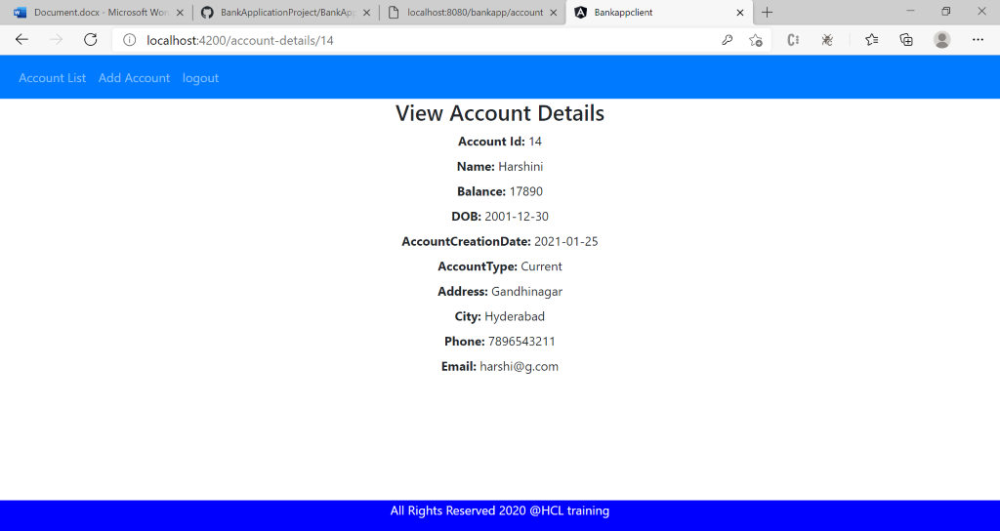 Document.docx - Microsoft Wor
BankApplicationProject/BankAp
localhost:8080/bankapp/account
Bankappclient
localhost:4200/account-details/14
Account List Add Account logout
View Account Details
Account Id: 14
Name: Harshini
Balance: 17890
DOB: 2001-12-30
AccountCreationDate: 2021-01-25
AccountType: Current
Address: Gandhinagar
City: Hyderabad
Phone: 7896543211
Email: harshi@g.com
All Rights Reserved 2020 @HCL training